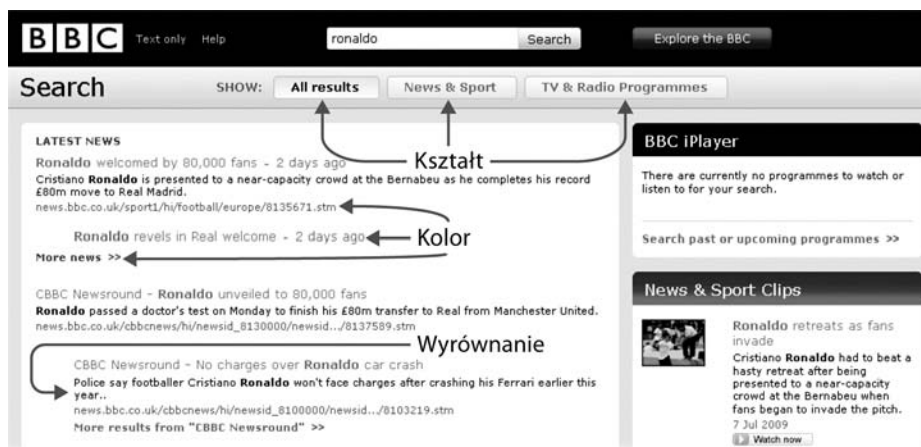 BBC Text only Help ronaldo Search Explore the BBC
Search SHOW: All results News & Sport TV & Radio Programmes
LATEST NEWS
Ronaldo welcomed by 80,000 fans - 2 days ago
Kształt
Cristiano Ronaldo is presented to a near-capacity crowd at the Bernabeu as he completes his record
£80m move to Real Madrid.
news.bbc.co.uk/sport1/hi/football/europe/8135671.stm
Ronaldo revels in Real welcome - 2 days ago
Kolor
More news >>
CBBC Newsround - Ronaldo unveiled to 80,000 fans
Ronaldo passed a doctor's test on Monday to finish his £80m transfer to Real from Manchester United.
news.bbc.co.uk/cbbcnews/hi/newsid_8130000/newsid.../8137589.stm
Wyrównanie
CBBC Newsround - No charges over Ronaldo car crash
Police say footballer Cristiano Ronaldo won't face charges after crashing his Ferrari earlier this
year..
news.bbc.co.uk/cbbcnews/hi/newsid_8100000/newsid.../8103219.stm
More results from "CBBC Newsround" >>
BBC iPlayer
There are currently no programmes to watch or
listen to for your search.
Search past or upcoming programmes >>
News & Sport Clips
Ronaldo retreats as fans
invade
Cristiano Ronaldo had to beat a
hasty retreat after being
presented to a near-capacity
crowd at the Bernabeu when
fans began to invade the pitch.
7 Jul 2009
Watch now